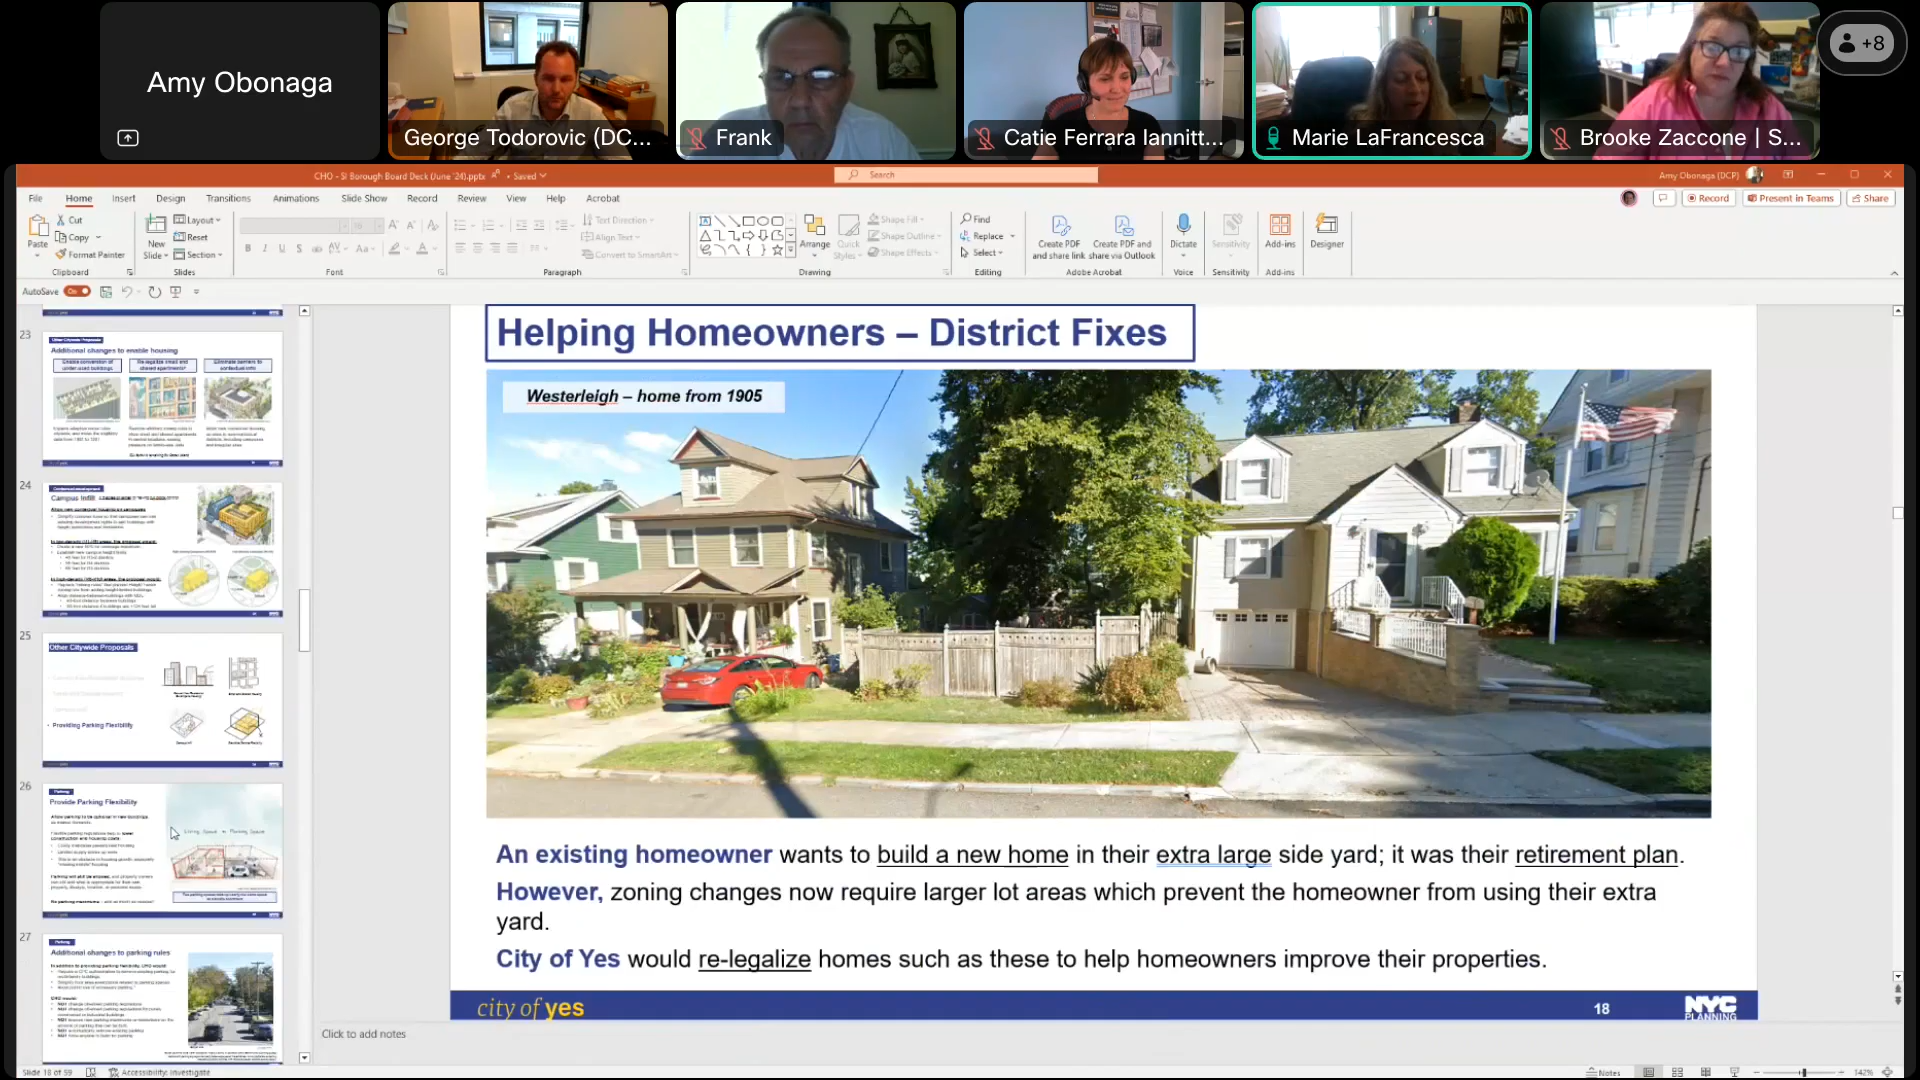 Amy Obonaga
George Todorovic (DC...
Frank
Catie Ferrara Iannitt...
Marie LaFrancesca
Brooke Zaccone | S...
+8
CHO - SI Borough Board Deck (June '24).pptx • Saved
Search
Amy Obonaga (DCP)
File Home Insert Draw Design Transitions Animations Slide Show Record Review View Help Acrobat
Record
Present in Teams
Share
Paste
Cut
Copy
Format Painter
Clipboard
New Slide
Layout
Reset
Section
Slides
Font
Text Direction
Align Text
Convert to SmartArt
Paragraph
Arrange
Quick Styles
Shape Fill
Shape Outline
Shape Effects
Drawing
Find
Replace
Select
Editing
Create PDF and share link
Create PDF and share via Outlook
Adobe Acrobat
Dictate
Voice
Sensitivity
Sensitivity
Add-ins
Add-ins
Designer
AutoSave On
23
Other Citywide Proposals
Additional changes to enable housing
24
Campus Infill
25
Other Citywide Proposals
Providing Parking Flexibility
26
Parking
Provide Parking Flexibility
27
Parking
Additional changes to parking rules
Helping Homeowners – District Fixes
Westerleigh – home from 1905
An existing homeowner wants to build a new home in their extra large side yard; it was their retirement plan.
However, zoning changes now require larger lot areas which prevent the homeowner from using their extra
yard.
City of Yes would re-legalize homes such as these to help homeowners improve their properties.
city of yes
18
NYC
PLANNING
Click to add notes
Slide 18 of 59
Accessibility: Investigate
Notes
142%